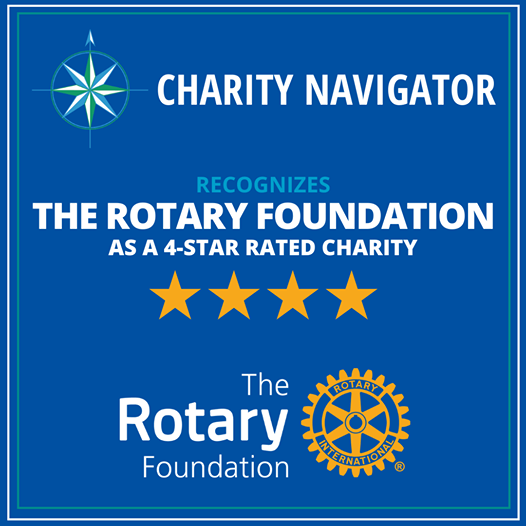 CHARITY NAVIGATOR
RECOGNIZES
THE ROTARY FOUNDATION
AS A 4-STAR RATED CHARITY
The
Rotary
Foundation
ROTARY
INTERNATIONAL
®